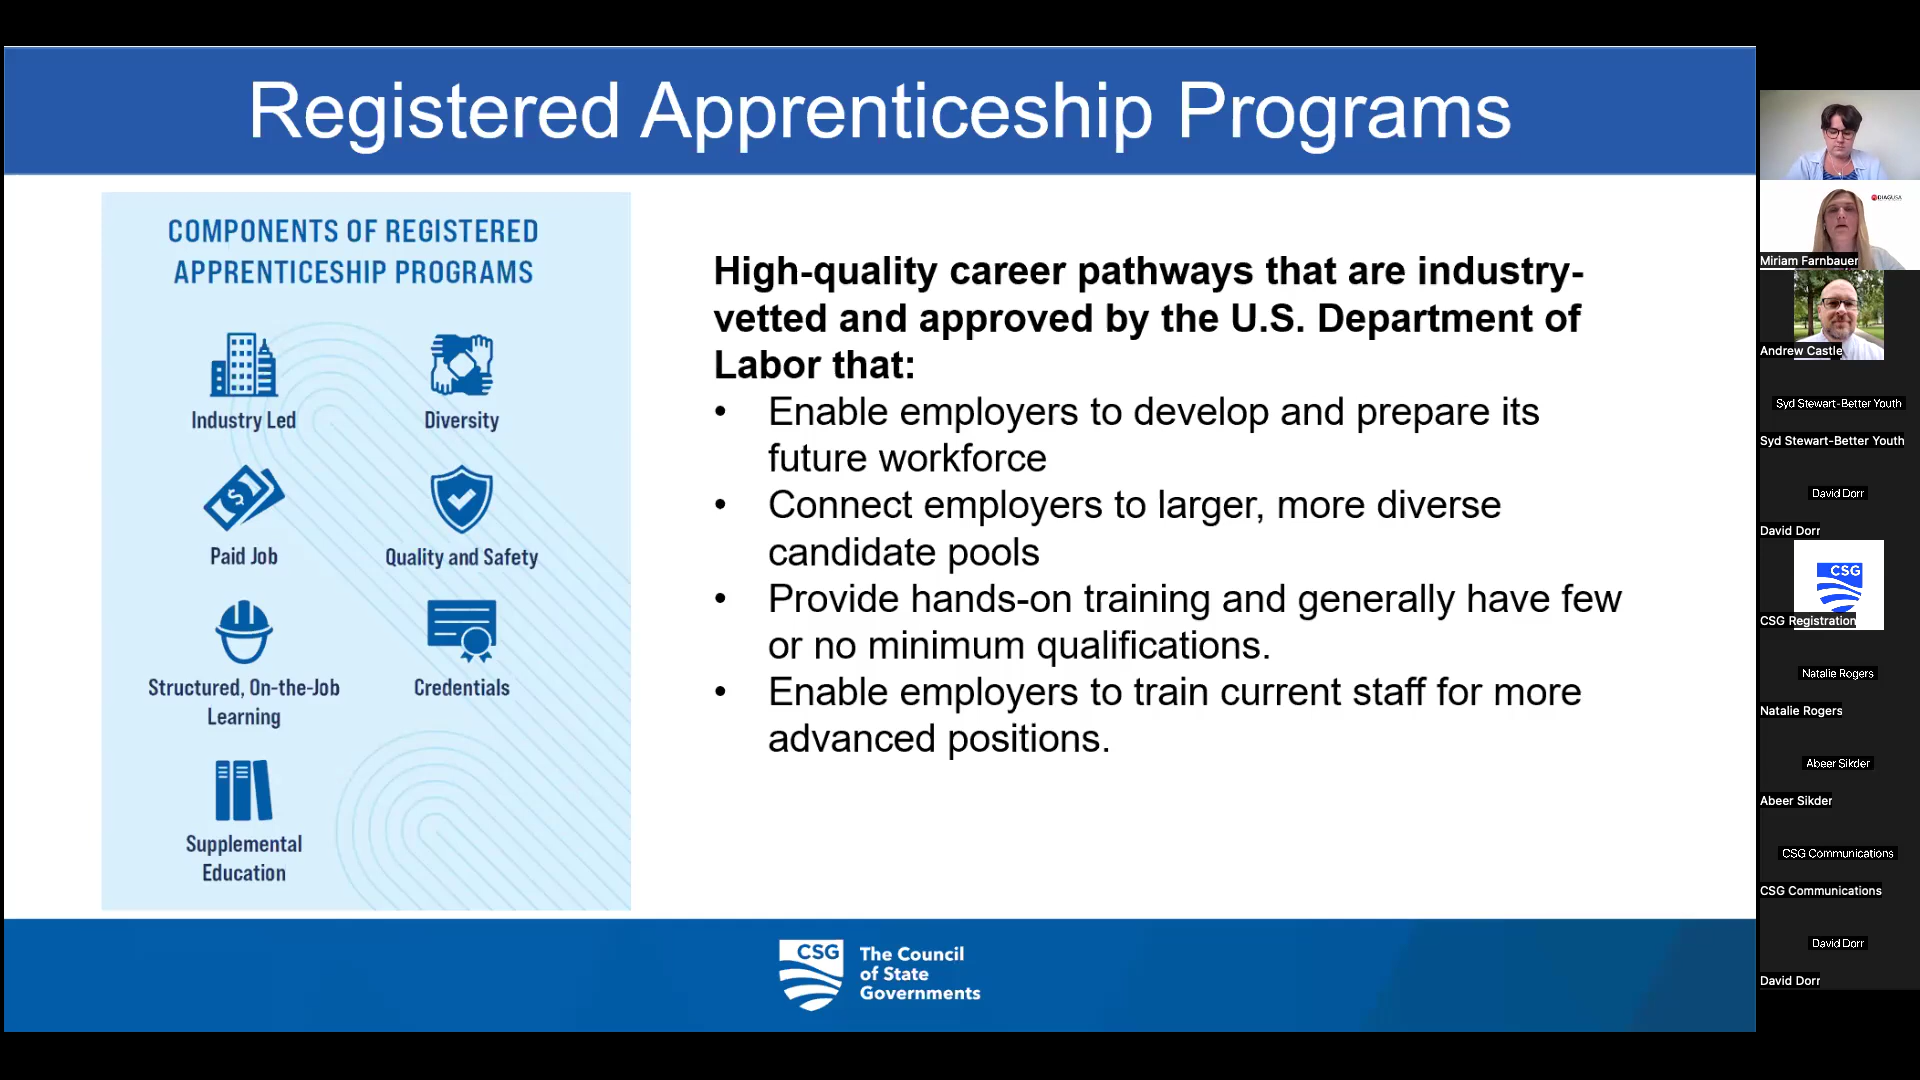 Registered Apprenticeship Programs
COMPONENTS OF REGISTERED
APPRENTICESHIP PROGRAMS
Industry Led
Diversity
Paid Job
Quality and Safety
Structured, On-the-Job
Learning
Credentials
Supplemental
Education
High-quality career pathways that are industry-
vetted and approved by the U.S. Department of
Labor that:
• Enable employers to develop and prepare its
future workforce
• Connect employers to larger, more diverse
candidate pools
• Provide hands-on training and generally have few
or no minimum qualifications.
• Enable employers to train current staff for more
advanced positions.
CSG
The Council
of State
Governments
DIAGUSA
Miriam Farnbauer
Andrew Castle
Syd Stewart-Better Youth
Syd Stewart-Better Youth
David Dorr
David Dorr
CSG
CSG Registration
Natalie Rogers
Natalie Rogers
Abeer Sikder
Abeer Sikder
CSG Communications
CSG Communications
David Dorr
David Dorr